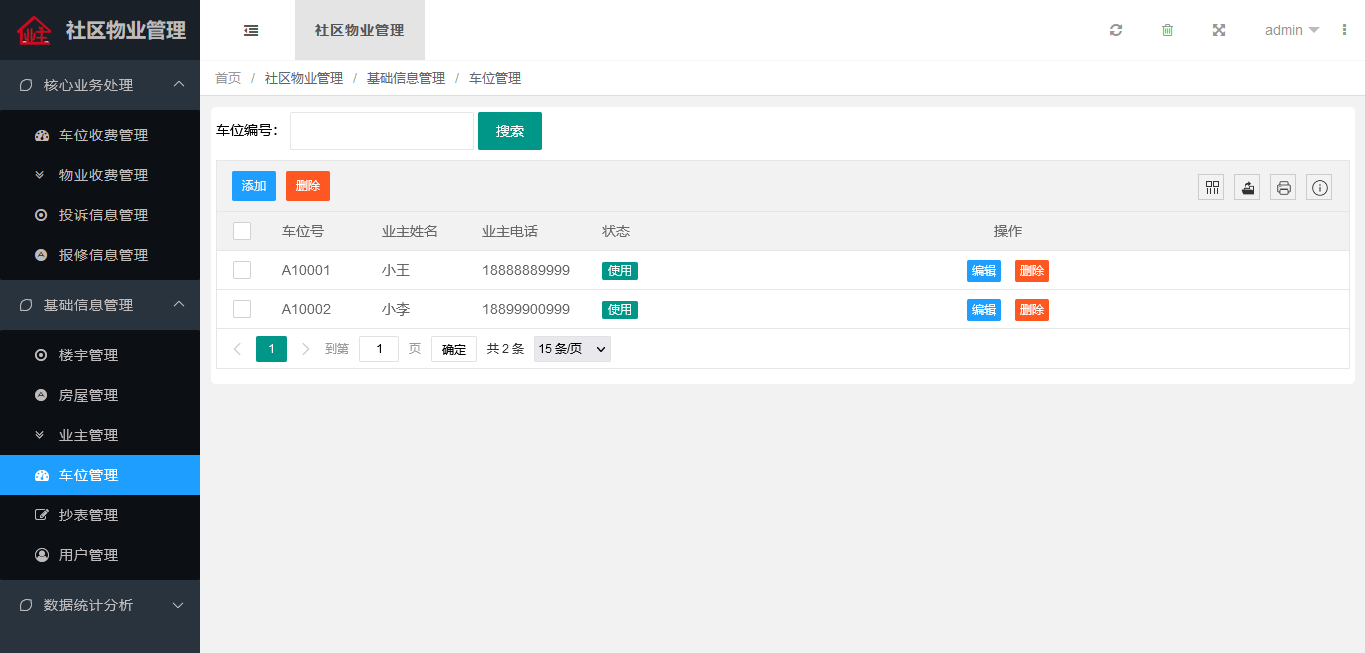 业主 社区物业管理
社区物业管理
admin
首页 / 社区物业管理 / 基础信息管理 / 车位管理
核心业务处理
车位收费管理
物业收费管理
投诉信息管理
报修信息管理
基础信息管理
楼宇管理
房屋管理
业主管理
车位管理
抄表管理
用户管理
数据统计分析
车位编号： 搜索
添加 删除
车位号 业主姓名 业主电话 状态 操作
A10001 小王 18888889999 使用 编辑 删除
A10002 小李 18899900999 使用 编辑 删除
1 到第 1 页 确定 共 2 条 15 条/页